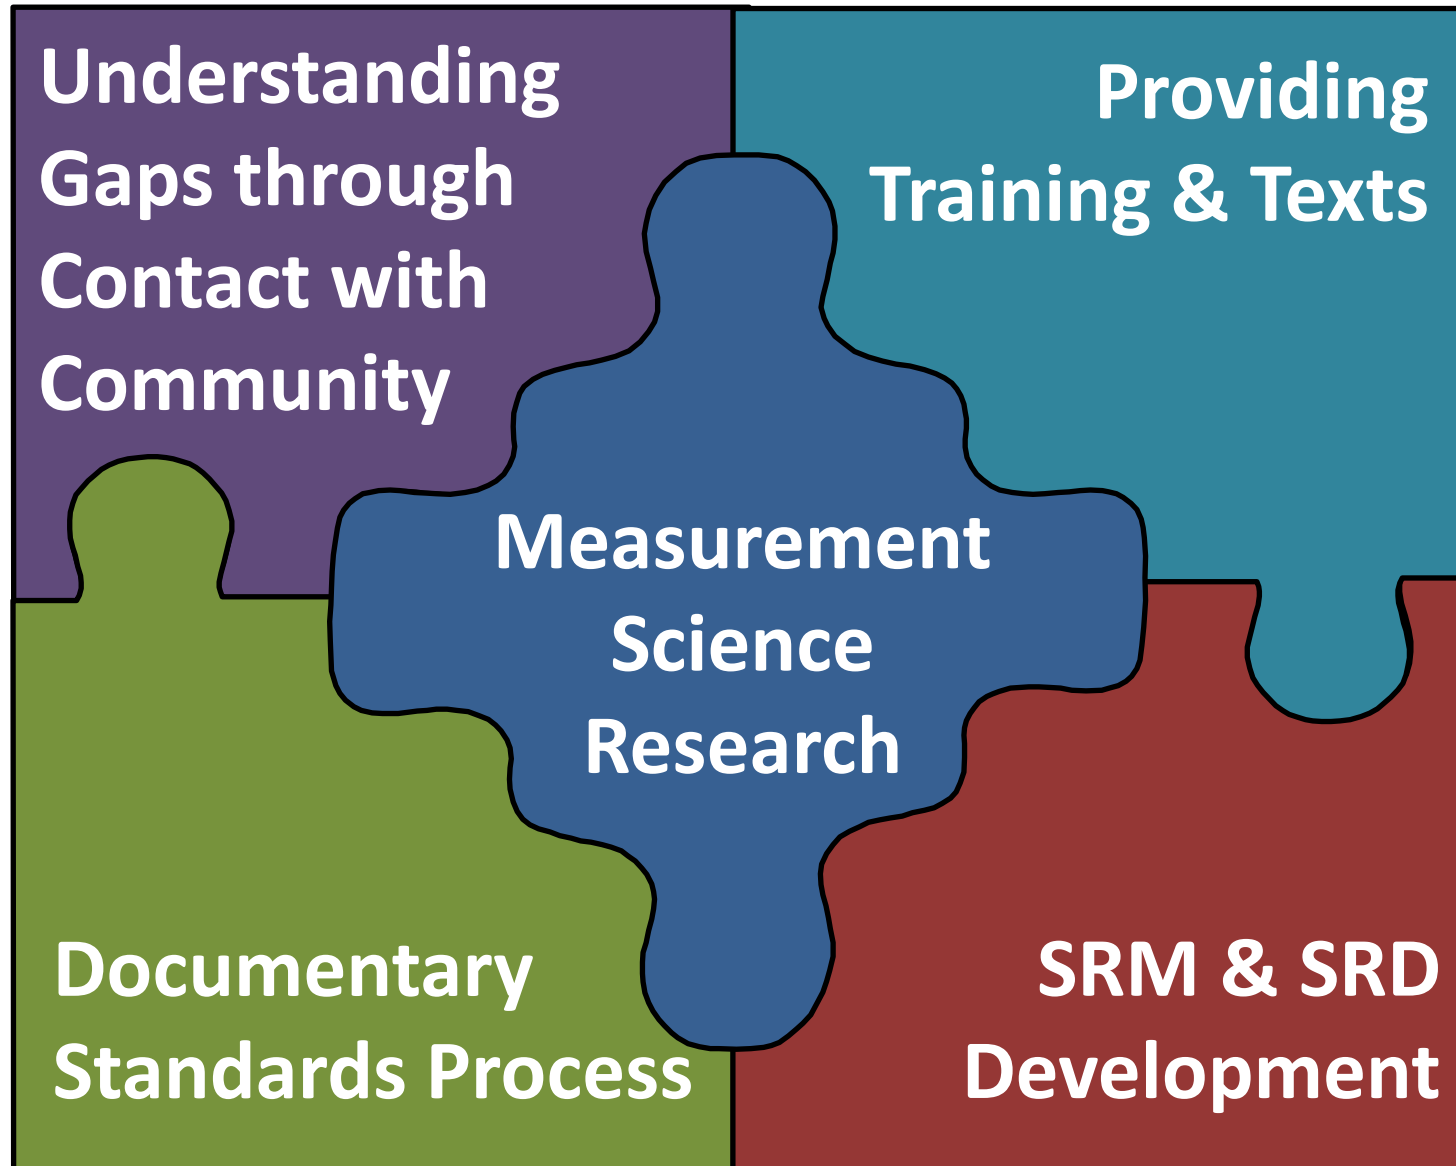 Understanding
Gaps through
Contact with
Community
Providing
Training & Texts
Measurement
Science
Research
Documentary
Standards Process
SRM & SRD
Development